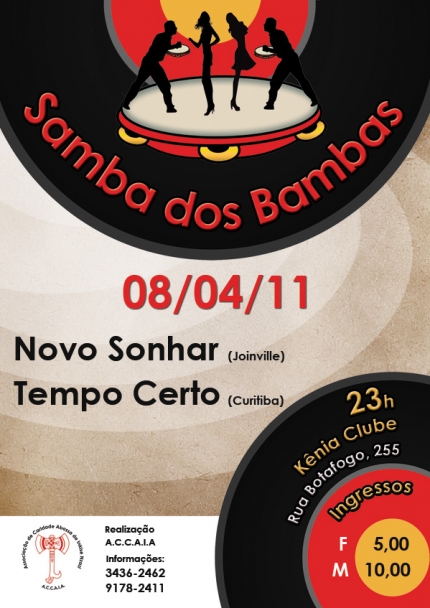 Samba dos Bambas
08/04/11
Novo Sonhar (Joinville)
Tempo Certo (Curitiba)
23h
Kênia Clube
Rua Botafogo, 255
Ingressos
F 5,00
M 10,00
Realização
A.C.C.A.I.A
Informações:
3436-2462
9178-2411
A.C.C.A.I.A.